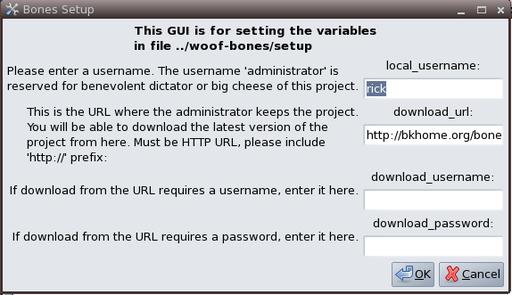 Bones Setup
This GUI is for setting the variables
in file ../woof-bones/setup
Please enter a username. The username 'administrator' is
reserved for benevolent dictator or big cheese of this project.
local_username:
rick
This is the URL where the administrator keeps the project.
You will be able to download the latest version of the
project from here. Must be HTTP URL, please include
'http://' prefix:
download_url:
http://bkhome.org/bone
If download from the URL requires a username, enter it here.
download_username:
If download from the URL requires a password, enter it here.
download_password:
OK
Cancel